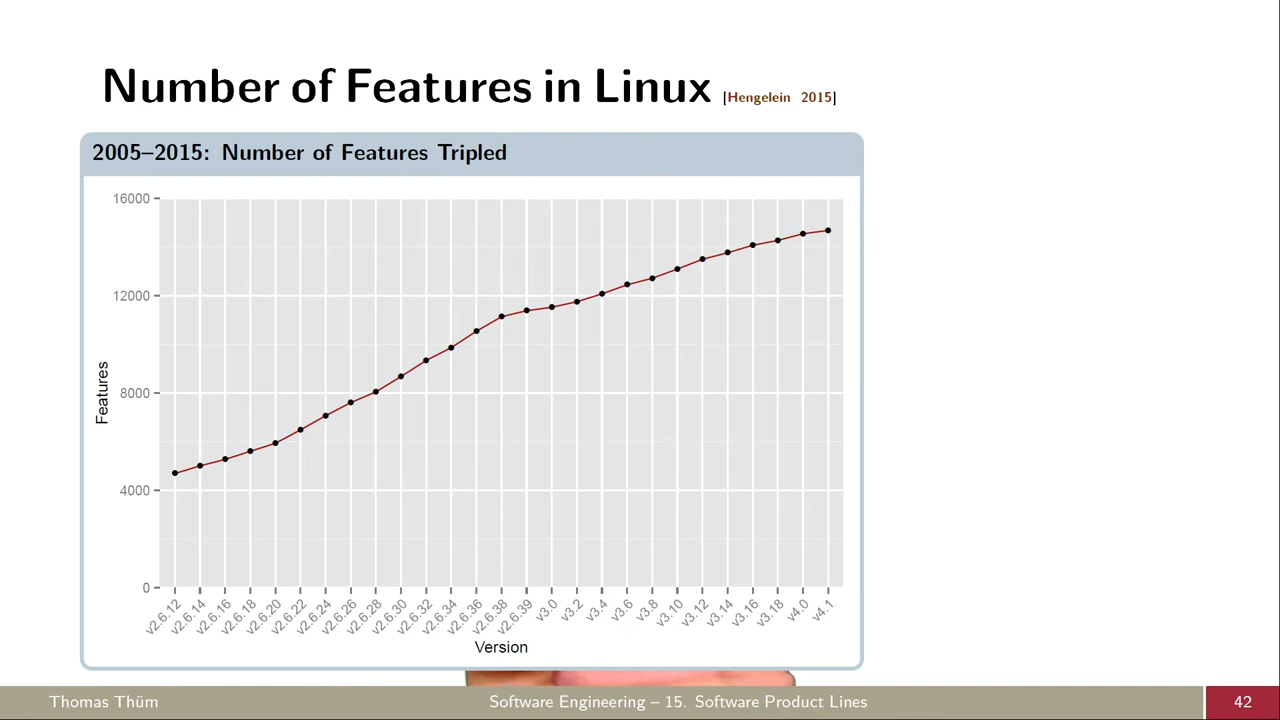 Number of Features in Linux [Hengelein 2015]
2005–2015: Number of Features Tripled
16000
12000
8000
4000
0
Features
v2.6.12 v2.6.14 v2.6.16 v2.6.18 v2.6.20 v2.6.22 v2.6.24 v2.6.26 v2.6.28 v2.6.30 v2.6.32 v2.6.34 v2.6.36 v2.6.38 v2.6.39 v3.0 v3.2 v3.4 v3.6 v3.8 v3.10 v3.12 v3.14 v3.16 v3.18 v4.0 v4.1
Version
Thomas Thüm Software Engineering – 15. Software Product Lines 42